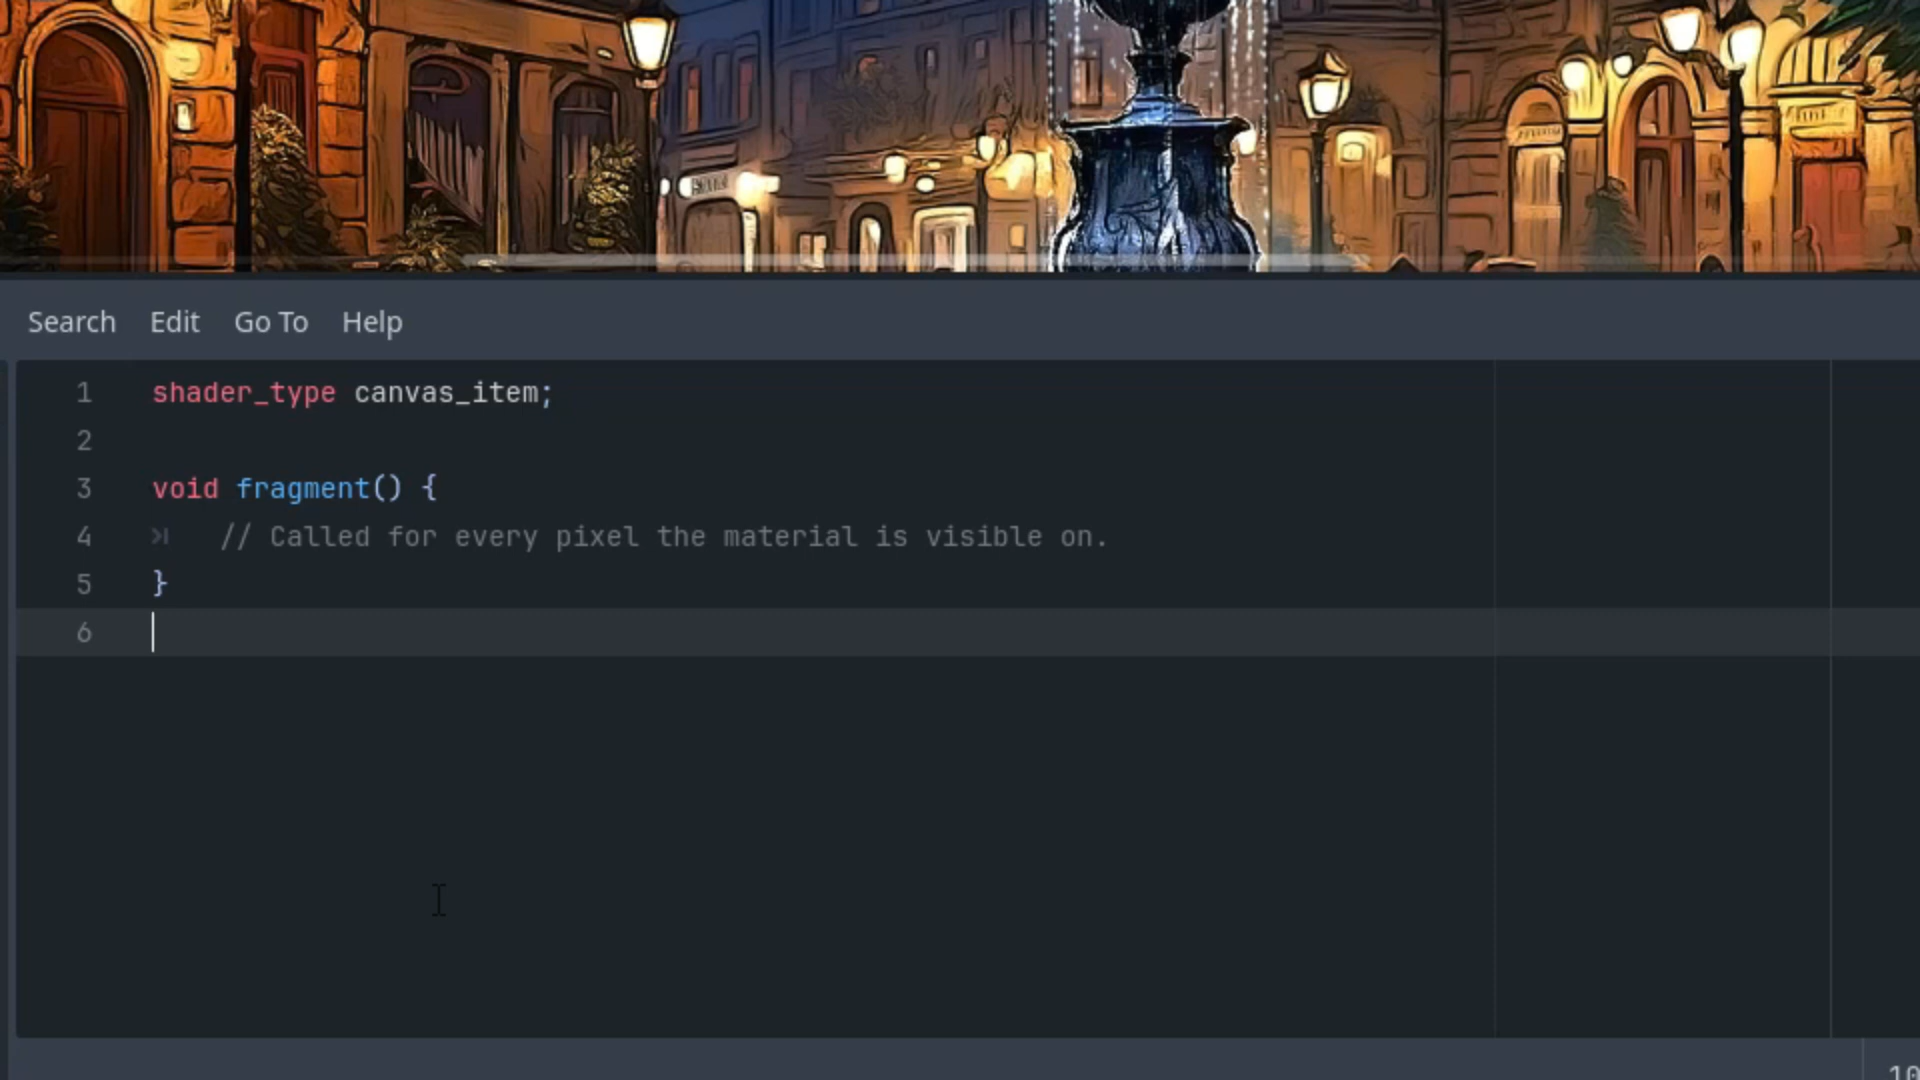 Search Edit Go To Help
1 shader_type canvas_item;
2
3 void fragment() {
4 // Called for every pixel the material is visible on.
5 }
6